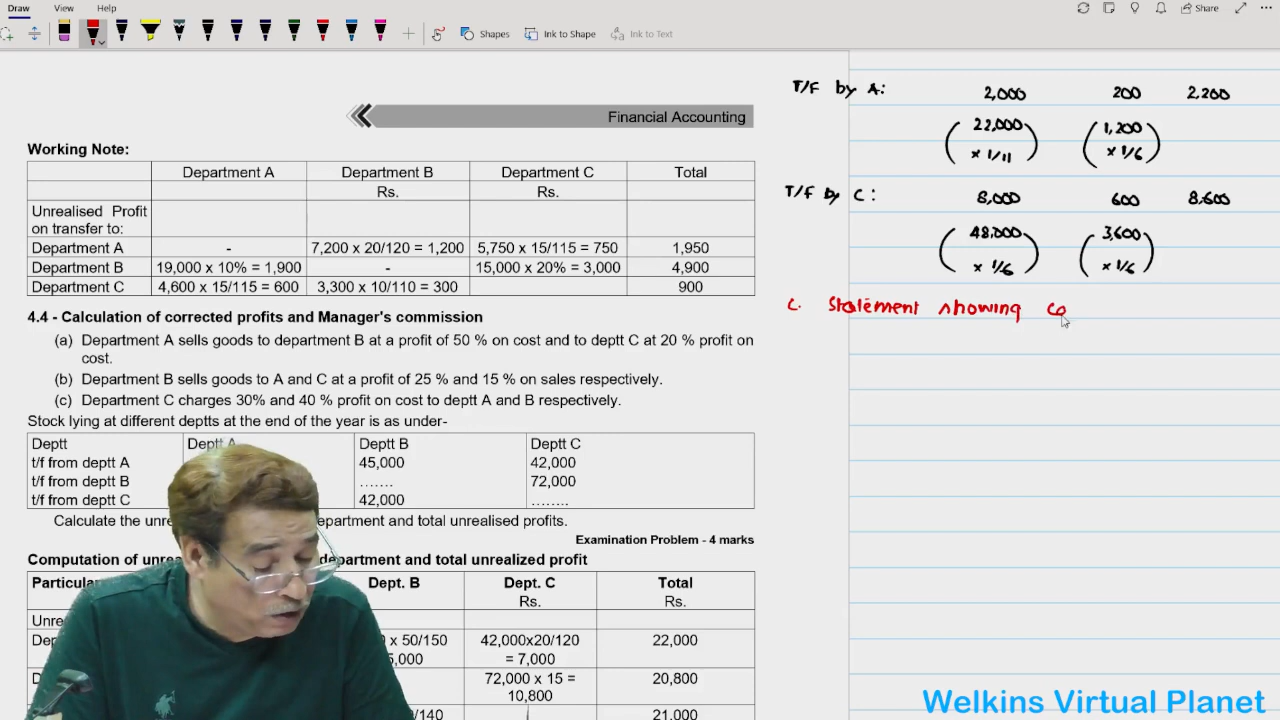 Draw View Help
Shapes Ink to Shape Ink to Text Share
Financial Accounting
Working Note:
Department A Department B Department C Total
Rs. Rs.
Unrealised Profit
on transfer to:
Department A - 7,200 x 20/120 = 1,200 5,750 x 15/115 = 750 1,950
Department B 19,000 x 10% = 1,900 - 15,000 x 20% = 3,000 4,900
Department C 4,600 x 15/115 = 600 3,300 x 10/110 = 300 900
4.4 - Calculation of corrected profits and Manager's commission
(a) Department A sells goods to department B at a profit of 50 % on cost and to deptt C at 20 % profit on
cost.
(b) Department B sells goods to A and C at a profit of 25 % and 15 % on sales respectively.
(c) Department C charges 30% and 40 % profit on cost to deptt A and B respectively.
Stock lying at different deptts at the end of the year is as under-
Deptt Deptt A Deptt B Deptt C
t/f from deptt A 45,000 42,000
t/f from deptt B ....... 72,000
t/f from deptt C 42,000 ........
Calculate the department and total unrealised profits.
Examination Problem - 4 marks
Computation of department and total unrealized profit
Dept. B Dept. C Total
Rs. Rs.
x 50/150 42,000x20/120 22,000
= 7,000
72,000 x 15 = 20,800
10,800
21,000
T/F by A: 2,000 200 2,200
(22,000 (1,200
x 1/11) x 1/6)
T/F by C: 8,000 600 8,600
(48,000 (3,600
x 1/6) x 1/6)
C. Statement showing co
Welkins Virtual Planet